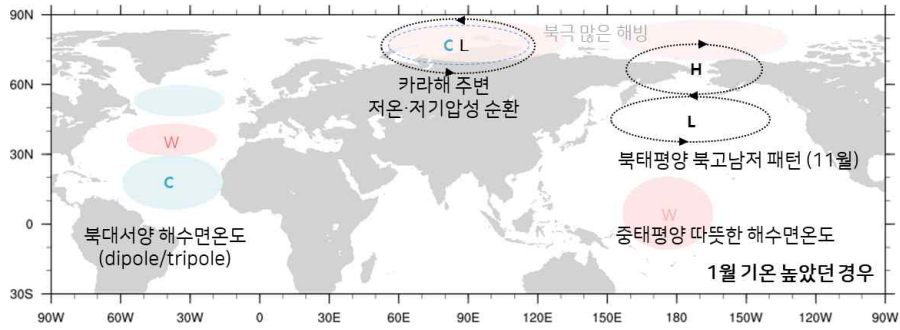 90N
북극 많은 해빙
C L
H
60N
카라해 주변
저온·저기압성 순환
L
W
30N
북태평양 북고남저 패턴 (11월)
C
W
0
북대서양 해수면온도
(dipole/tripole)
중태평양 따뜻한 해수면온도
1월 기온 높았던 경우
30S
90W 60W 30W 0 30E 60E 90E 120E 150E 180 150W 120W 90W